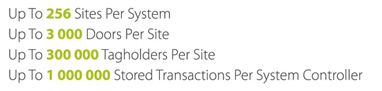 Up To 256 Sites Per System
Up To 3 000 Doors Per Site
Up To 300 000 Tagholders Per Site
Up To 1 000 000 Stored Transactions Per System Controller